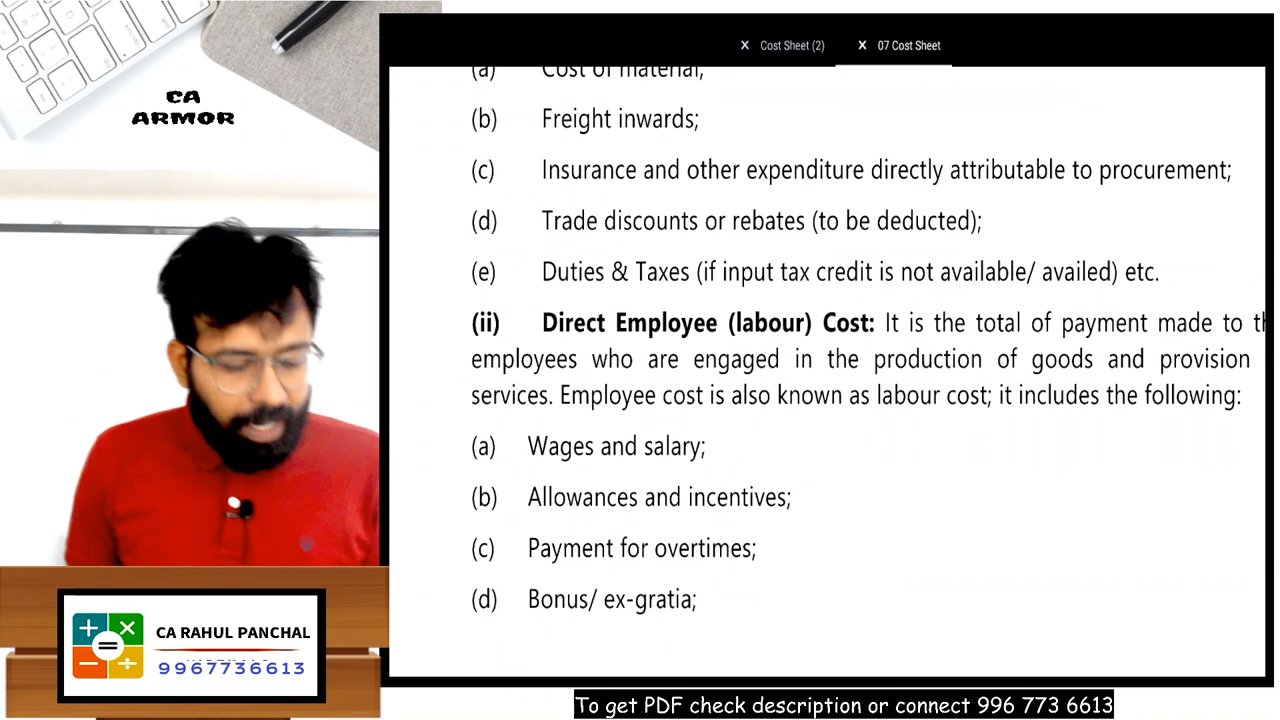 CA
ARMOR
Cost Sheet (2)
07 Cost Sheet
(a) Cost of material;
(b) Freight inwards;
(c) Insurance and other expenditure directly attributable to procurement;
(d) Trade discounts or rebates (to be deducted);
(e) Duties & Taxes (if input tax credit is not available/ availed) etc.
(ii) Direct Employee (labour) Cost: It is the total of payment made to th
employees who are engaged in the production of goods and provision
services. Employee cost is also known as labour cost; it includes the following:
(a) Wages and salary;
(b) Allowances and incentives;
(c) Payment for overtimes;
(d) Bonus/ ex-gratia;
CA RAHUL PANCHAL
9967736613
To get PDF check description or connect 996 773 6613